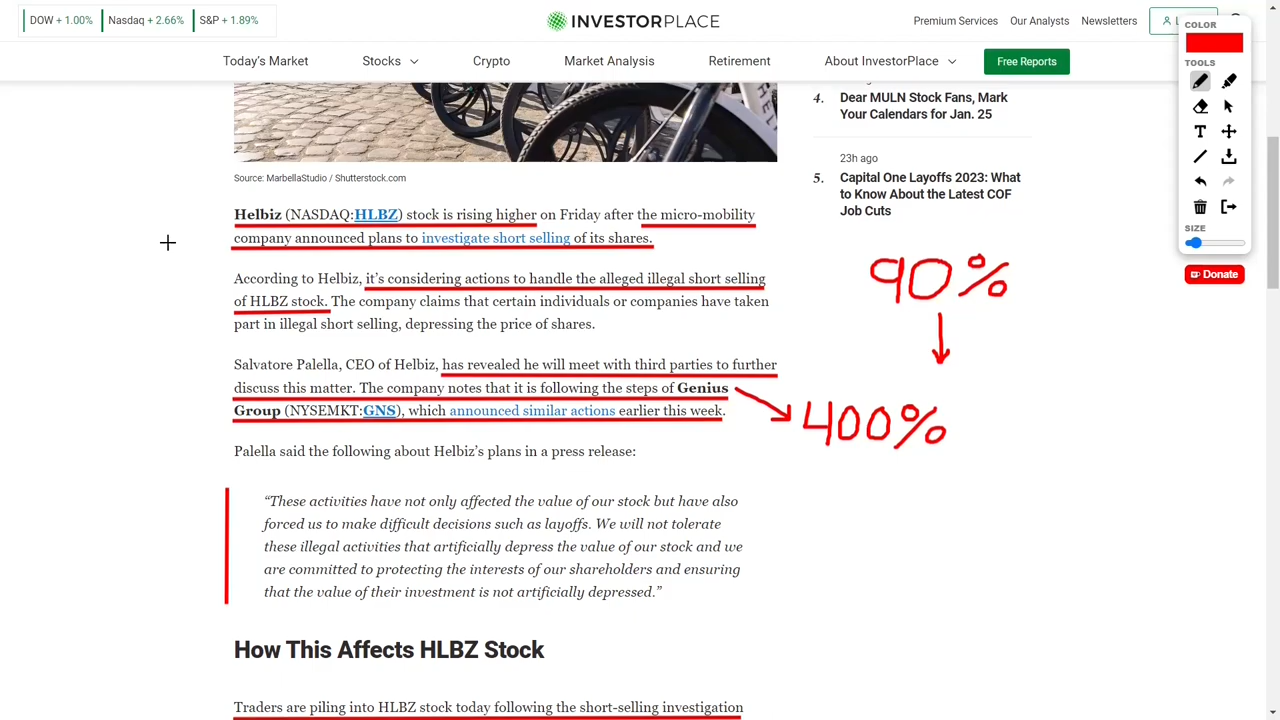 DOW + 1.00% Nasdaq + 2.66% S&P + 1.89%
INVESTORPLACE
Premium Services Our Analysts Newsletters
Today's Market Stocks Crypto Market Analysis Retirement About InvestorPlace Free Reports
COLOR
TOOLS
SIZE
Donate
4. Dear MULN Stock Fans, Mark
Your Calendars for Jan. 25
23h ago
5. Capital One Layoffs 2023: What
to Know About the Latest COF
Job Cuts
90%
400%
Source: MarbellaStudio / Shutterstock.com
Helbiz (NASDAQ:HLBZ) stock is rising higher on Friday after the micro-mobility
company announced plans to investigate short selling of its shares.
According to Helbiz, it's considering actions to handle the alleged illegal short selling
of HLBZ stock. The company claims that certain individuals or companies have taken
part in illegal short selling, depressing the price of shares.
Salvatore Palella, CEO of Helbiz, has revealed he will meet with third parties to further
discuss this matter. The company notes that it is following the steps of Genius
Group (NYSEMKT:GNS), which announced similar actions earlier this week.
Palella said the following about Helbiz's plans in a press release:
“These activities have not only affected the value of our stock but have also
forced us to make difficult decisions such as layoffs. We will not tolerate
these illegal activities that artificially depress the value of our stock and we
are committed to protecting the interests of our shareholders and ensuring
that the value of their investment is not artificially depressed.”
How This Affects HLBZ Stock
Traders are piling into HLBZ stock today following the short-selling investigation